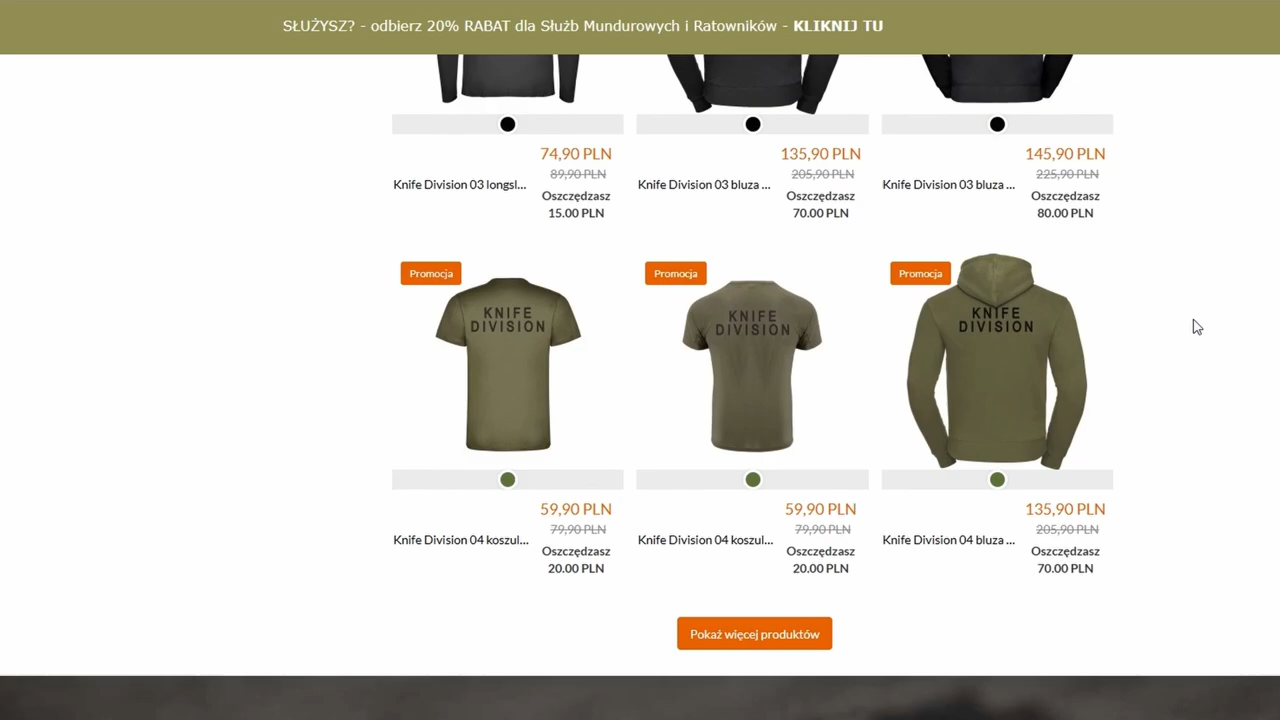 SŁUŻYSZ? - odbierz 20% RABAT dla Służb Mundurowych i Ratowników - KLIKNIJ TU
74,90 PLN
89,90 PLN
Knife Division 03 longsl...
Oszczędzasz
15.00 PLN
135,90 PLN
205,90 PLN
Knife Division 03 bluza ...
Oszczędzasz
70.00 PLN
145,90 PLN
225,90 PLN
Knife Division 03 bluza ...
Oszczędzasz
80.00 PLN
Promocja
KNIFE
DIVISION
59,90 PLN
79,90 PLN
Knife Division 04 koszul...
Oszczędzasz
20.00 PLN
Promocja
KNIFE
DIVISION
59,90 PLN
79,90 PLN
Knife Division 04 koszul...
Oszczędzasz
20.00 PLN
Promocja
KNIFE
DIVISION
135,90 PLN
205,90 PLN
Knife Division 04 bluza ...
Oszczędzasz
70.00 PLN
Pokaż więcej produktów